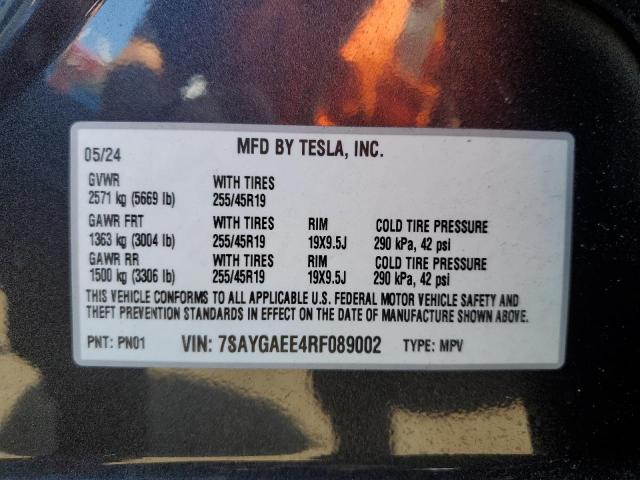 05/24 MFD BY TESLA, INC.
GVWR WITH TIRES
2571 kg (5669 lb) 255/45R19
GAWR FRT WITH TIRES RIM COLD TIRE PRESSURE
1363 kg (3004 lb) 255/45R19 19X9.5J 290 kPa, 42 psi
GAWR RR WITH TIRES RIM COLD TIRE PRESSURE
1500 kg (3306 lb) 255/45R19 19X9.5J 290 kPa, 42 psi
THIS VEHICLE CONFORMS TO ALL APPLICABLE U.S. FEDERAL MOTOR VEHICLE SAFETY AND
THEFT PREVENTION STANDARDS IN EFFECT ON THE DATE OF MANUFACTURE SHOWN ABOVE.
PNT: PN01 VIN: 7SAYGAEE4RF089002 TYPE: MPV